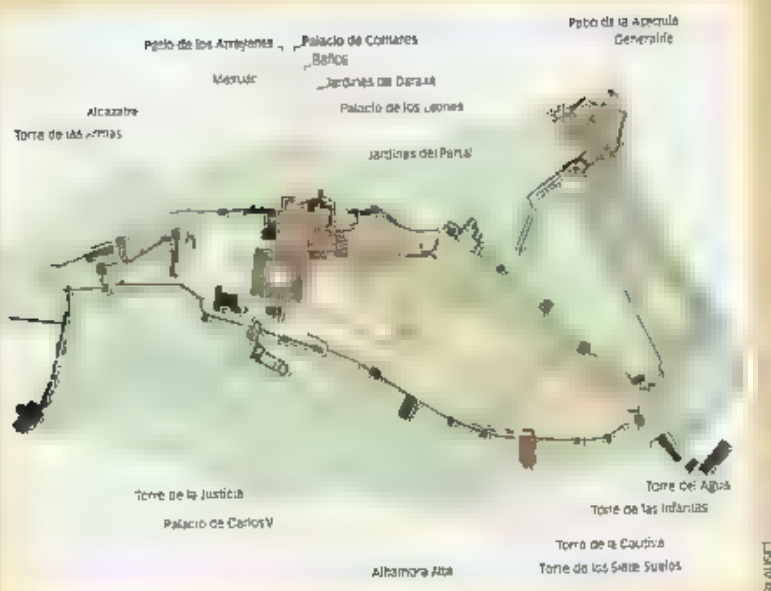 Patio de la Acequia
Generalife
Patio de los Arrayanes
Palacio de Comares
Baños
Mexuar
Jardines de Daraxa
Alcazaba
Palacio de los Leones
Torre de las Armas
Jardines del Partal
Torre del Agua
Torre de la Justicia
Torre de las Infantas
Palacio de Carlos V
Torre de la Cautiva
Alhambra Alta
Torre de los Siete Suelos